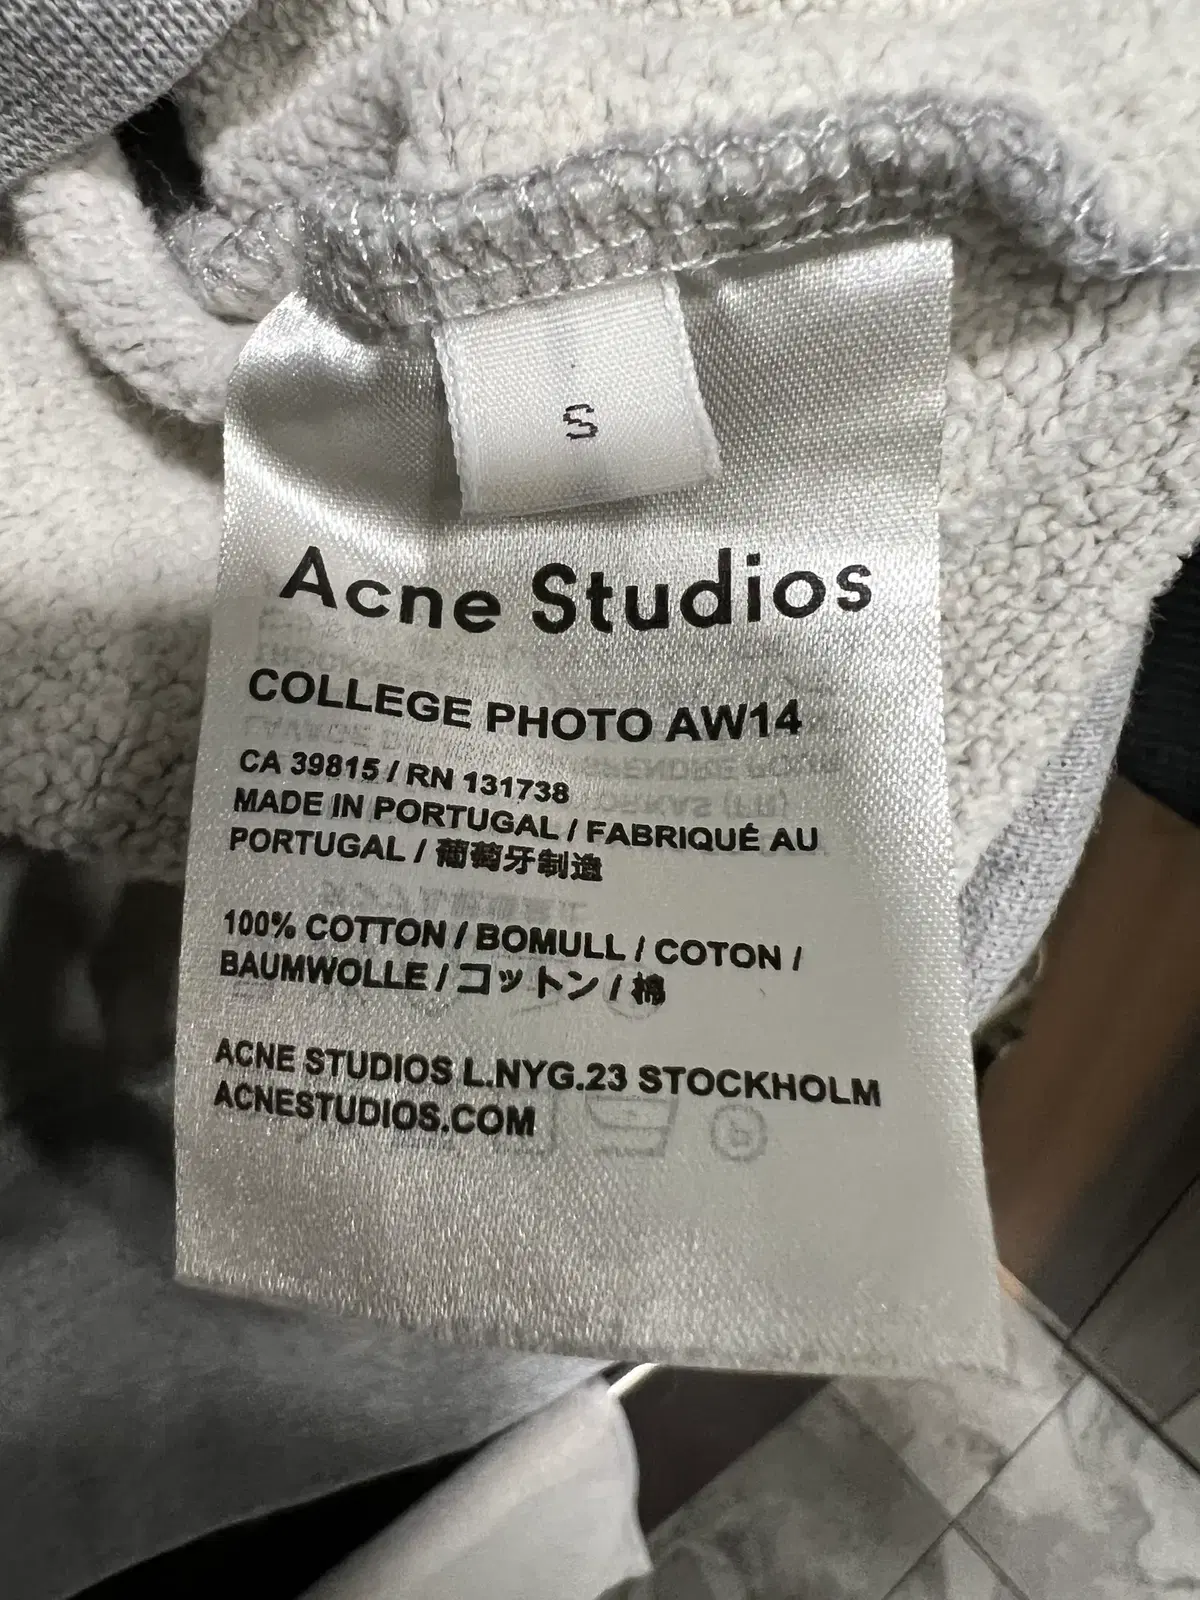 S
Acne Studios
COLLEGE PHOTO AW14
CA 39815 / RN 131738
MADE IN PORTUGAL / FABRIQUÉ AU
PORTUGAL / 葡萄牙制造
100% COTTON / BOMULL / COTON /
BAUMWOLLE / コットン / 棉
ACNE STUDIOS L.NYG.23 STOCKHOLM
ACNESTUDIOS.COM